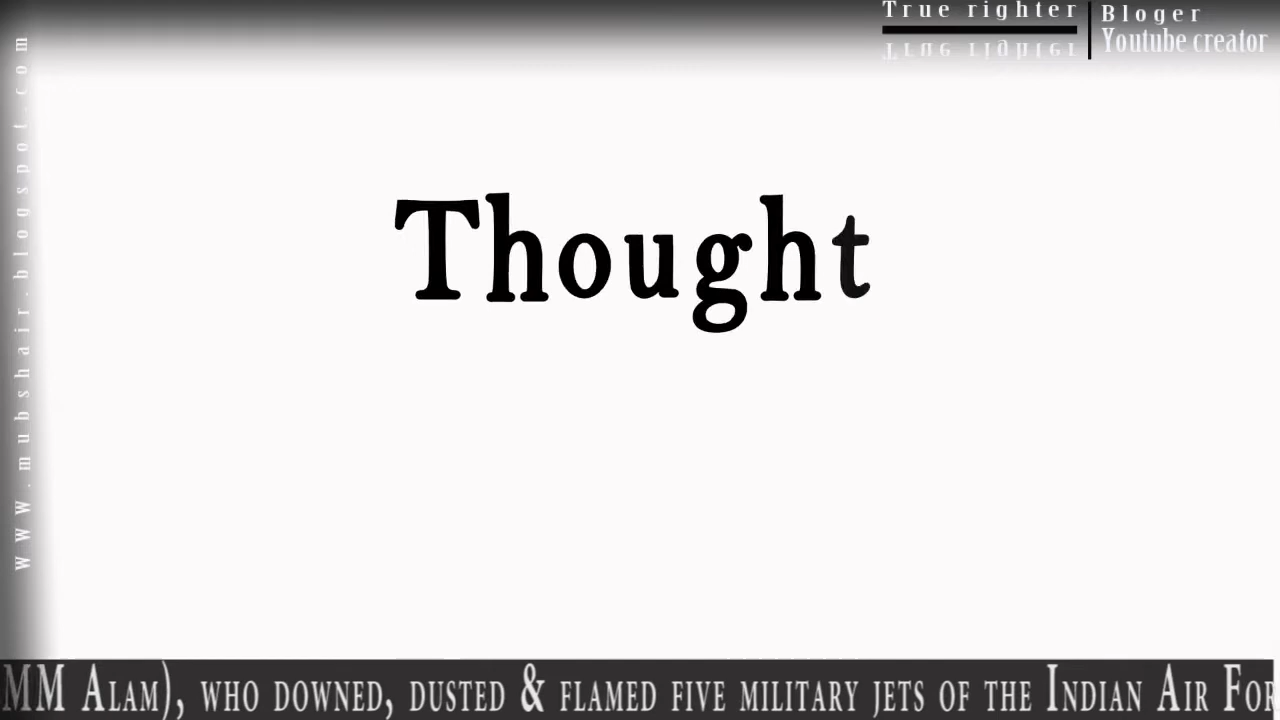 True righter
Bloger
Youtube creator
www.mubshair.blogspot.com
Thought
MM Alam), who downed, dusted & flamed five military jets of the Indian Air For